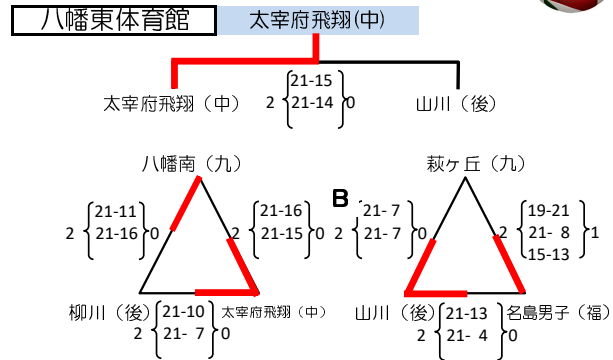 八幡東体育館 太宰府飛翔(中)
21-15
2 21-14 0
太宰府飛翔（中） 山川（後）
八幡南（九） 萩ヶ丘（九）
B
21-11 21-16 21- 7 19-21
2 21-16 0 2 21-15 0 2 21- 7 0 2 21- 8 1
15-13
柳川（後） 21-10 太宰府飛翔（中） 山川（後） 21-13 名島男子（福）
2 21- 7 0 2 21- 4 0